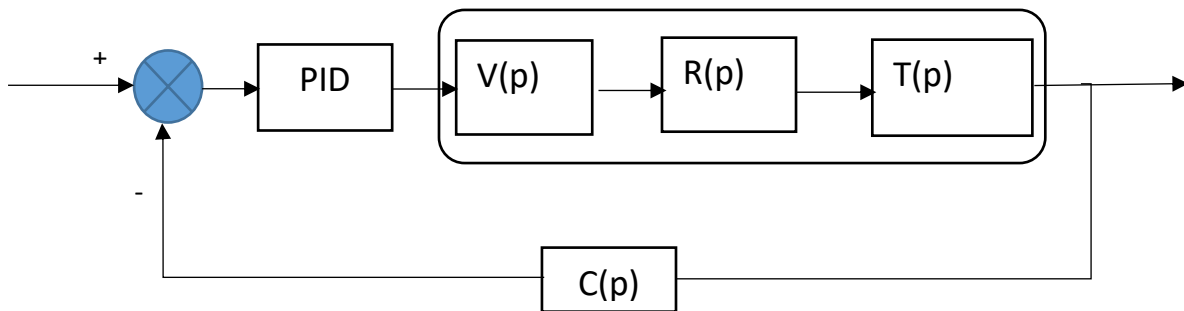 +
PID
V(p)
R(p)
T(p)
-
C(p)